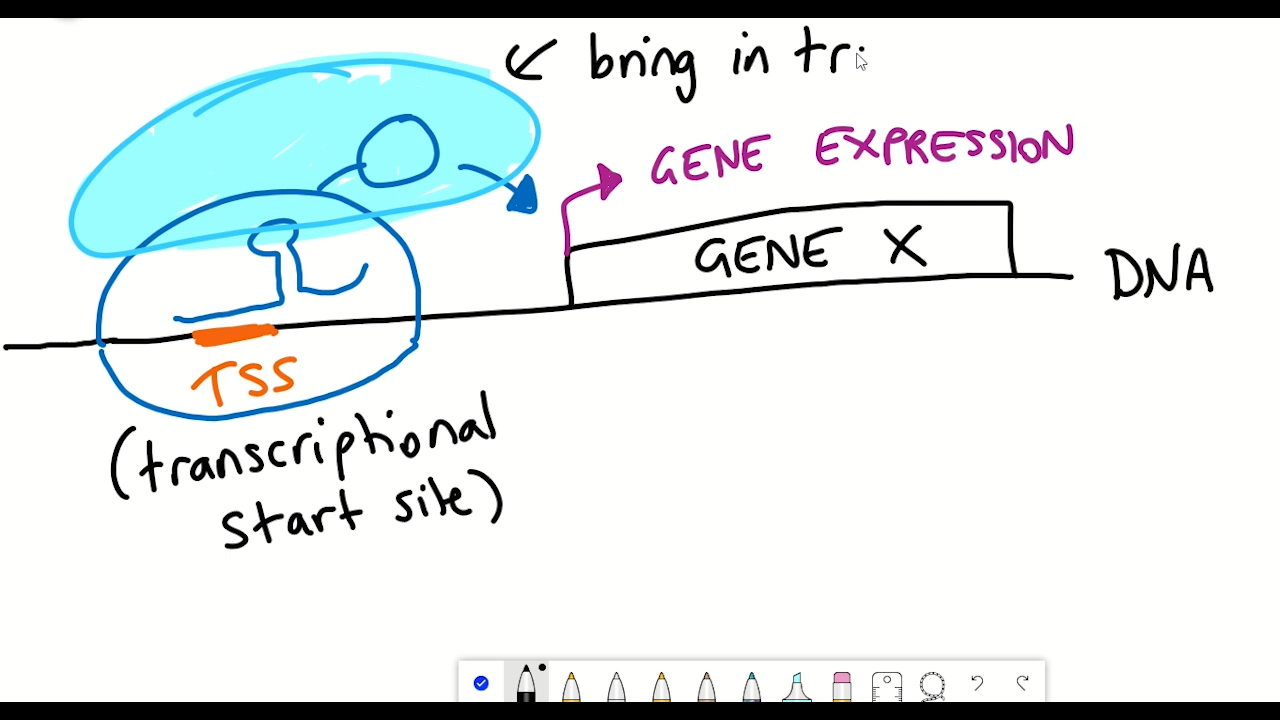 bring in tr
GENE EXPRESSION
GENE X
DNA
TSS
(transcriptional
start site)